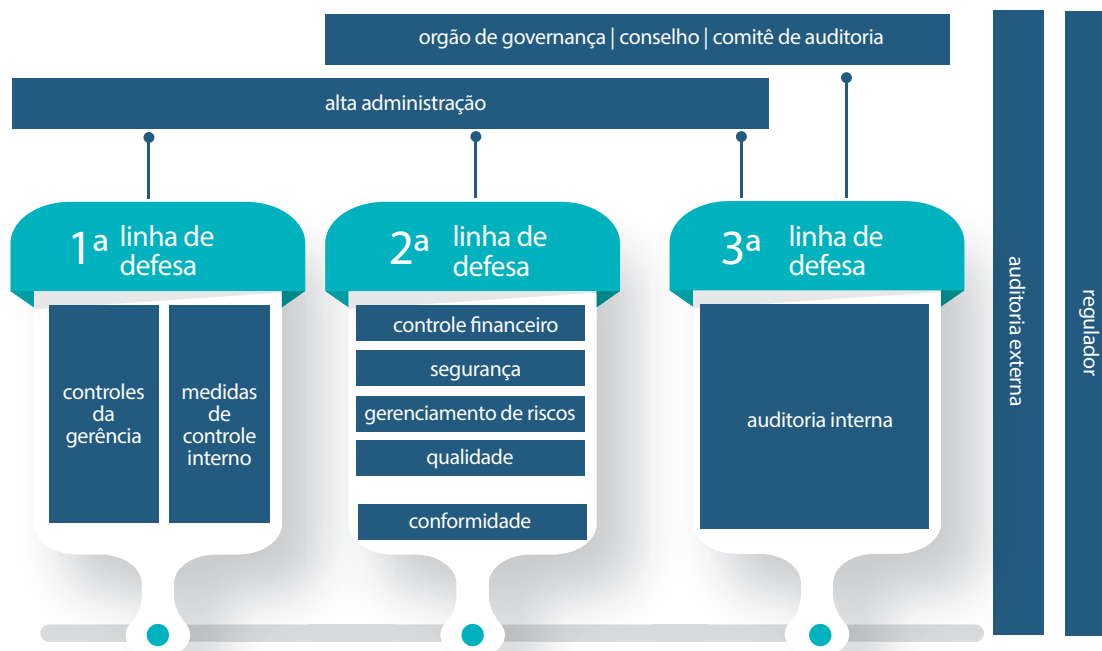 orgão de governança | conselho | comitê de auditoria
alta administração
1ª linha de
defesa
controles
da
gerência
medidas
de
controle
interno
2ª linha de
defesa
controle financeiro
segurança
gerenciamento de riscos
qualidade
conformidade
3ª linha de
defesa
auditoria interna
auditoria externa
regulador